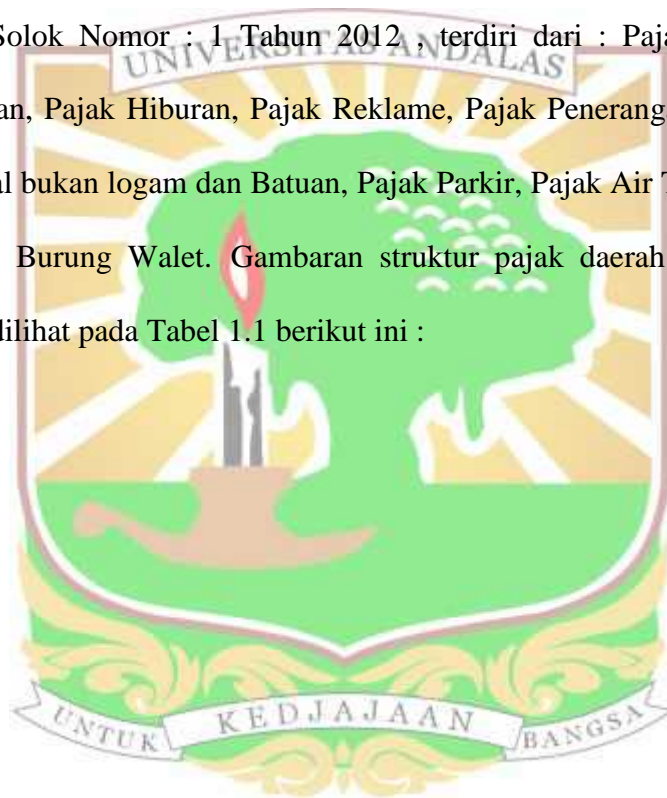 Solok Nomor : 1 Tahun 2012 , terdiri dari : Paja
UNIVERSITAS ANDALAS
an, Pajak Hiburan, Pajak Reklame, Pajak Penerang
al bukan logam dan Batuan, Pajak Parkir, Pajak Air T
Burung Walet. Gambaran struktur pajak daerah
dilihat pada Tabel 1.1 berikut ini :
UNTUK KEDJAJAAN BANGSA